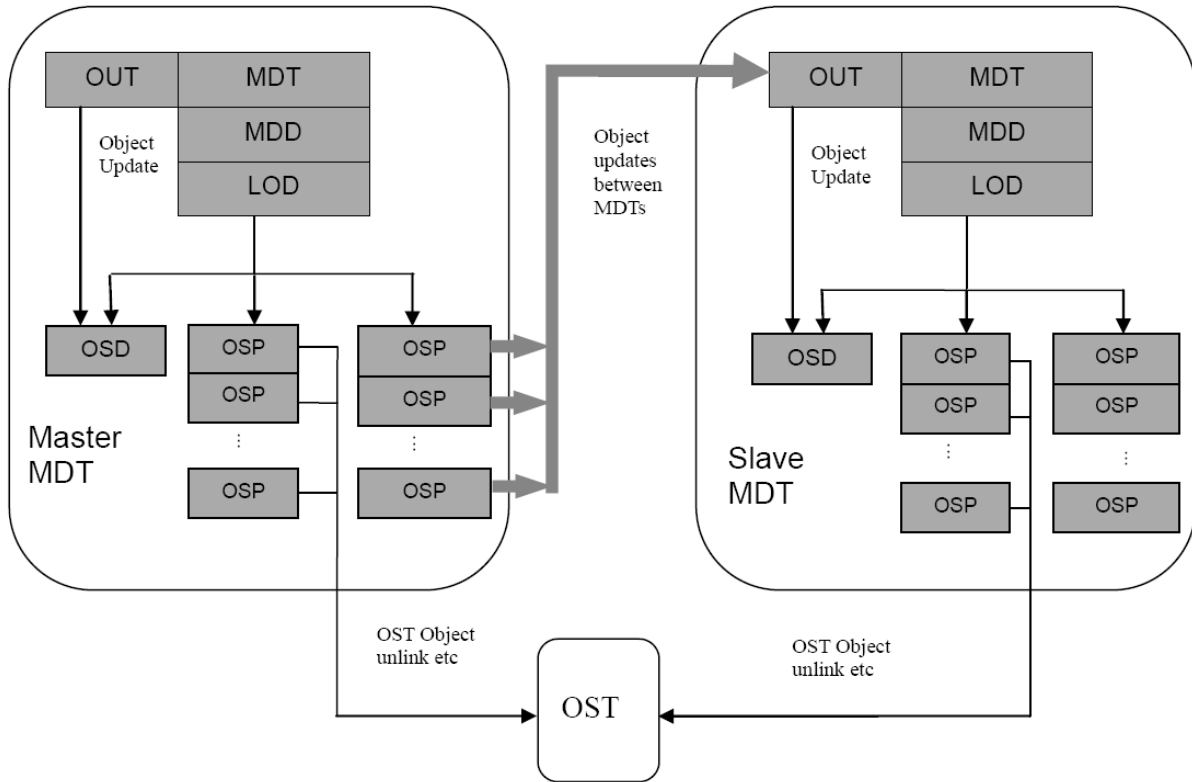 OUT
MDT
MDD
LOD
Object
Update
OSD
OSP
OSP
⋮
OSP
OSP
OSP
⋮
OSP
Master
MDT
Object
updates
between
MDTs
OUT
MDT
MDD
LOD
Object
Update
OSD
OSP
OSP
⋮
OSP
OSP
OSP
⋮
OSP
Slave
MDT
OST Object
unlink etc
OST
OST Object
unlink etc